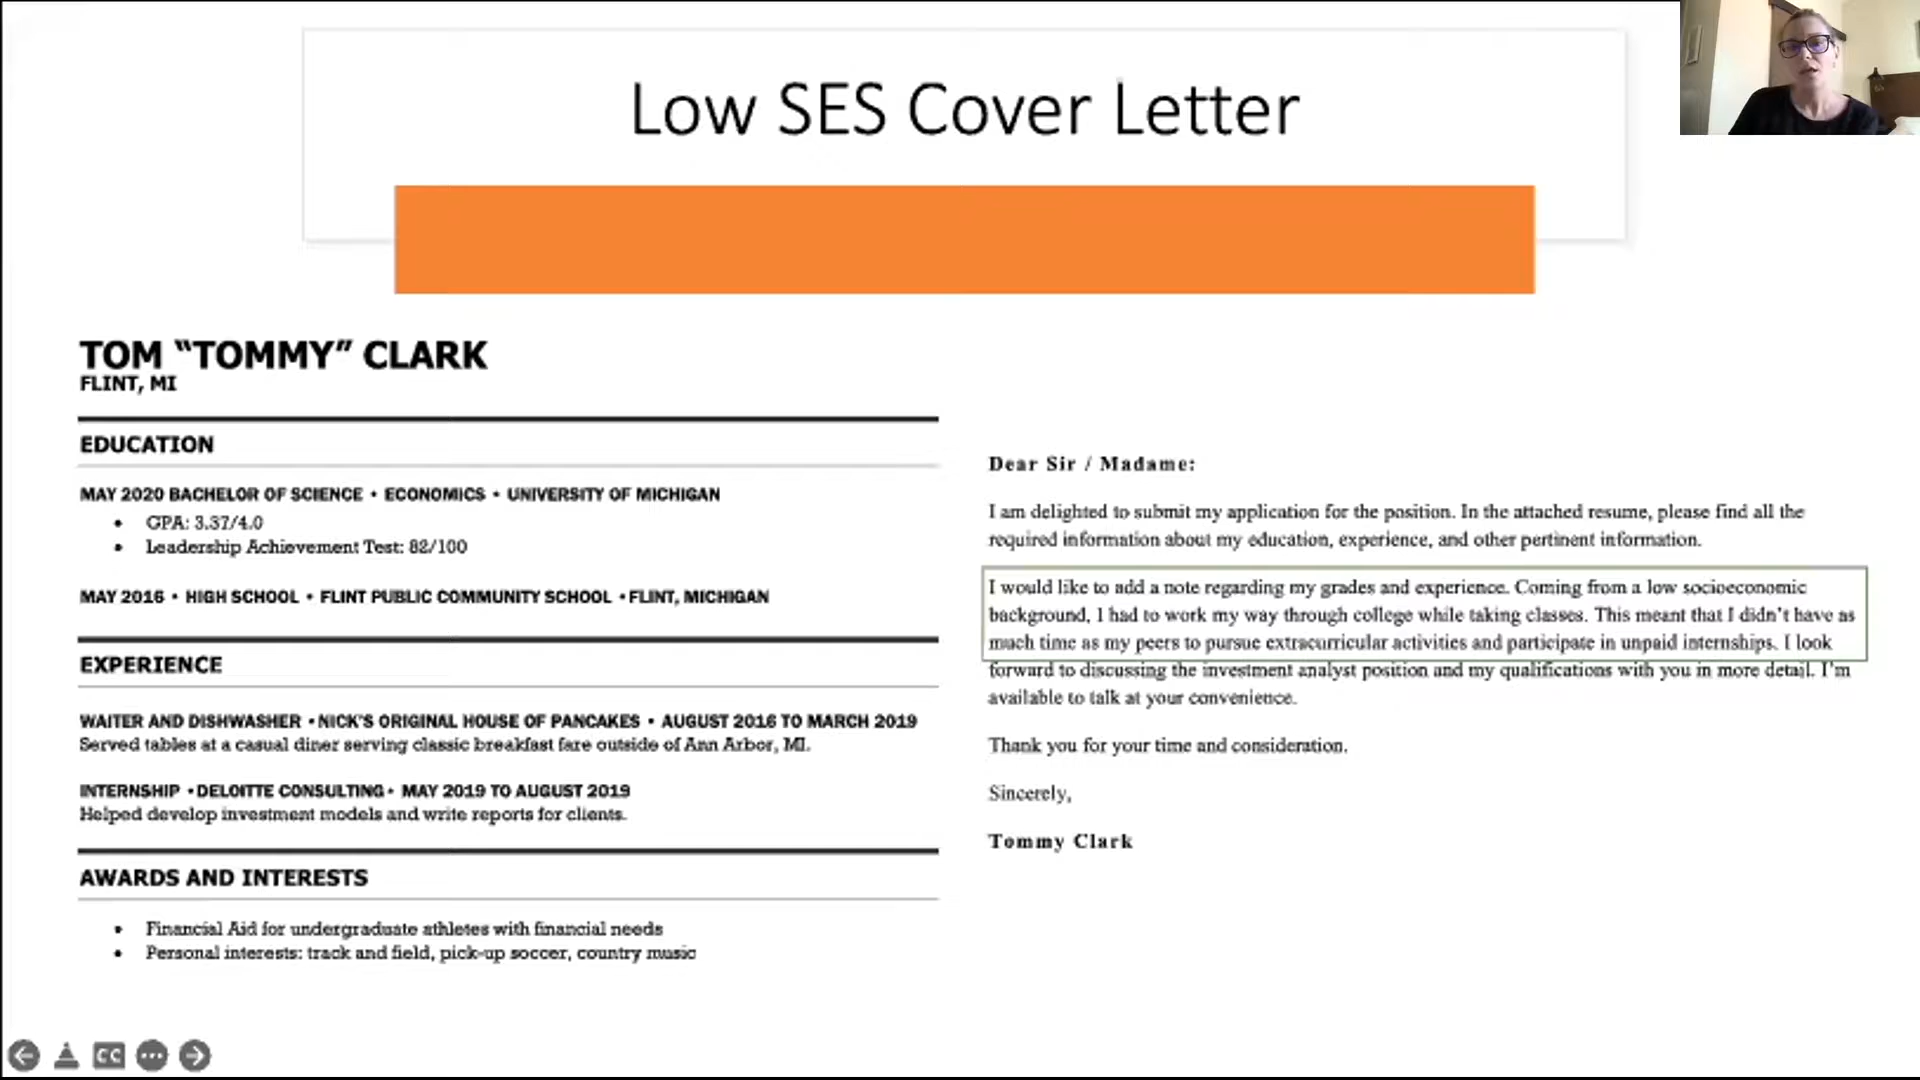 Low SES Cover Letter
TOM “TOMMY” CLARK
FLINT, MI
EDUCATION
MAY 2020 BACHELOR OF SCIENCE • ECONOMICS • UNIVERSITY OF MICHIGAN
• GPA: 3.37/4.0
• Leadership Achievement Test: 82/100
MAY 2016 • HIGH SCHOOL • FLINT PUBLIC COMMUNITY SCHOOL • FLINT, MICHIGAN
EXPERIENCE
WAITER AND DISHWASHER • NICK'S ORIGINAL HOUSE OF PANCAKES • AUGUST 2016 TO MARCH 2019
Served tables at a casual diner serving classic breakfast fare outside of Ann Arbor, MI.
INTERNSHIP • DELOITTE CONSULTING • MAY 2019 TO AUGUST 2019
Helped develop investment models and write reports for clients.
AWARDS AND INTERESTS
• Financial Aid for undergraduate athletes with financial needs
• Personal interests: track and field, pick-up soccer, country music
Dear Sir / Madame:
I am delighted to submit my application for the position. In the attached resume, please find all the
required information about my education, experience, and other pertinent information.
I would like to add a note regarding my grades and experience. Coming from a low socioeconomic
background, I had to work my way through college while taking classes. This meant that I didn't have as
much time as my peers to pursue extracurricular activities and participate in unpaid internships. I look
forward to discussing the investment analyst position and my qualifications with you in more detail. I'm
available to talk at your convenience.
Thank you for your time and consideration.
Sincerely,
Tommy Clark
CC